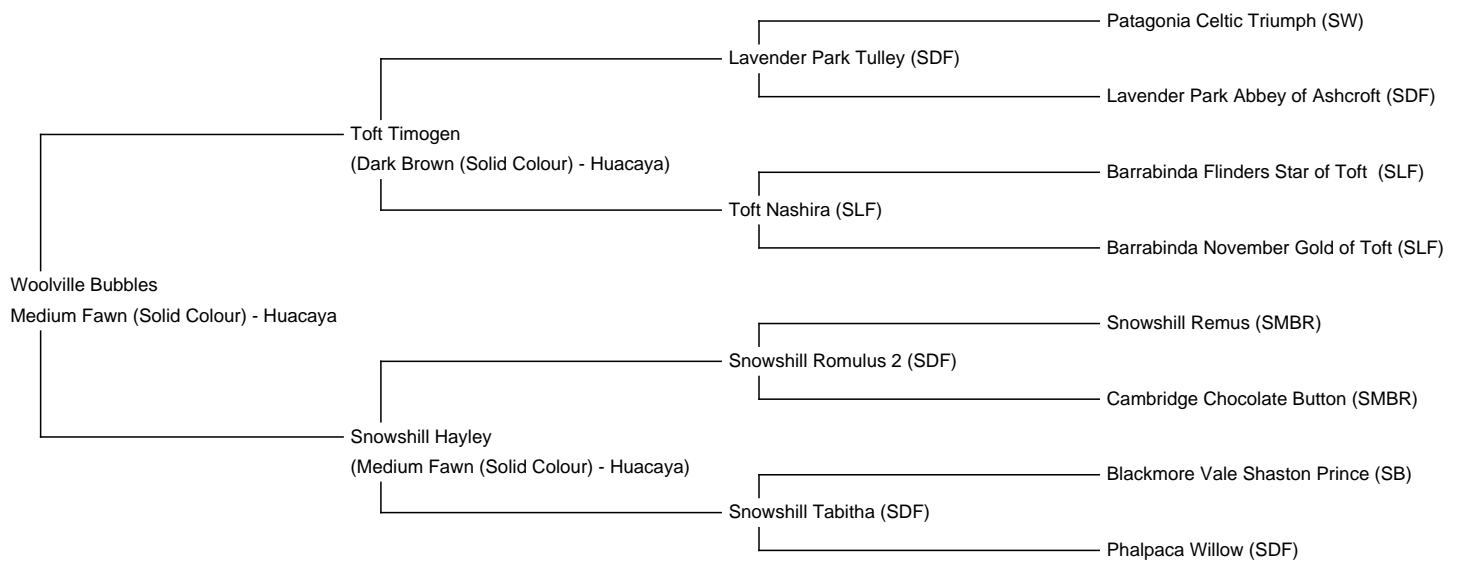 Patagonia Celtic Triumph (SW)
Lavender Park Tulley (SDF)
Lavender Park Abbey of Ashcroft (SDF)
Toft Timogen
(Dark Brown (Solid Colour) - Huacaya)
Barrabinda Flinders Star of Toft  (SLF)
Toft Nashira (SLF)
Barrabinda November Gold of Toft (SLF)
Woolville Bubbles
Medium Fawn (Solid Colour) - Huacaya
Snowshill Remus (SMBR)
Snowshill Romulus 2 (SDF)
Cambridge Chocolate Button (SMBR)
Snowshill Hayley
(Medium Fawn (Solid Colour) - Huacaya)
Blackmore Vale Shaston Prince (SB)
Snowshill Tabitha (SDF)
Phalpaca Willow (SDF)